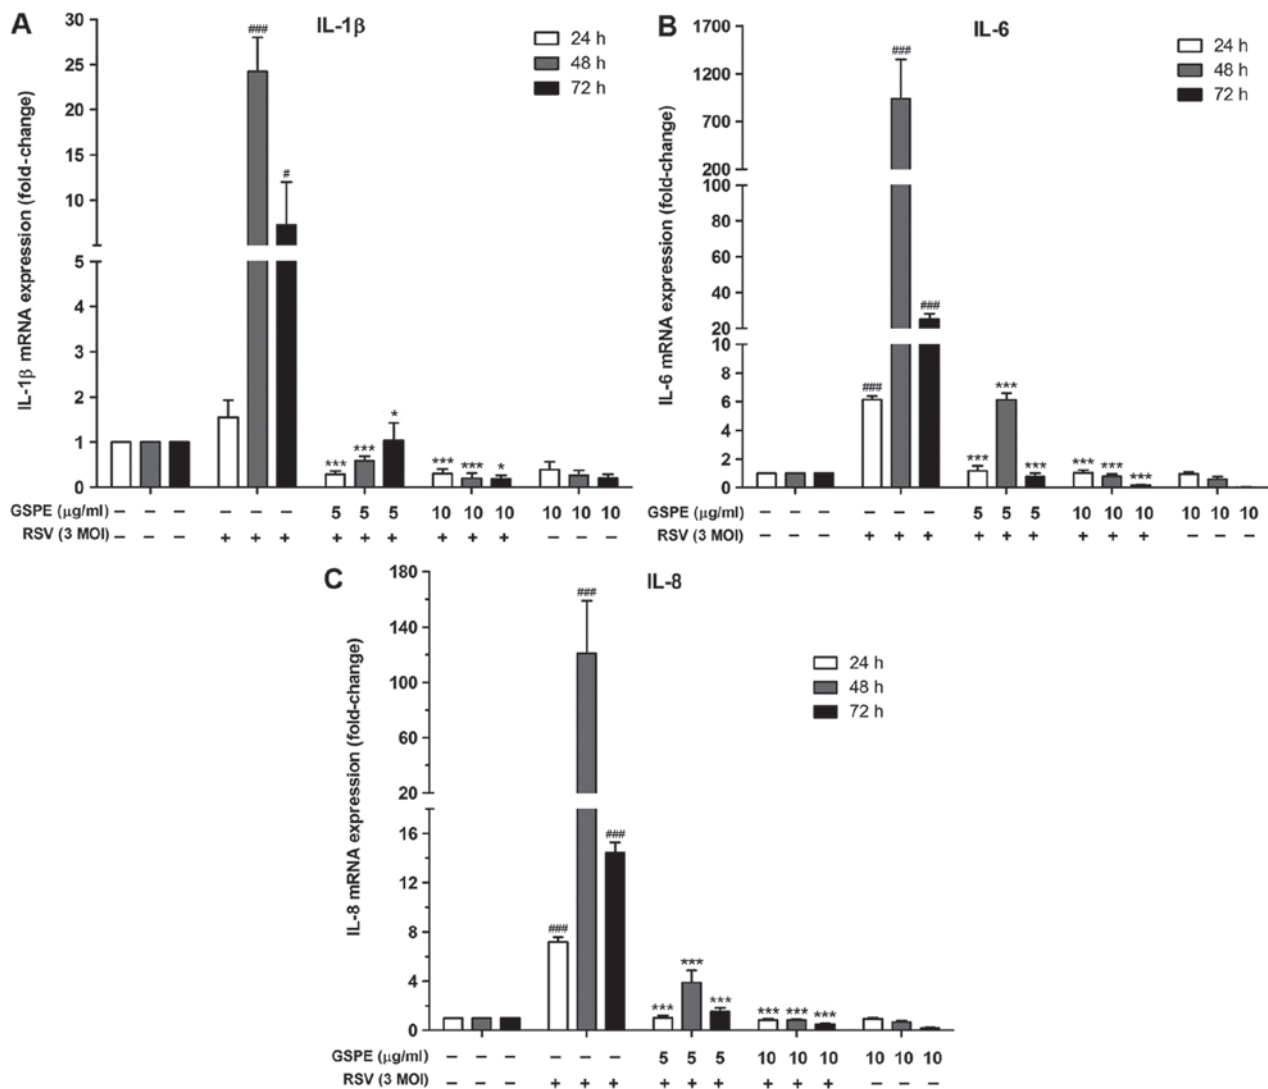 A
IL-1β
24 h
48 h
72 h
IL-1β mRNA expression (fold-change)
30
25
20
15
10
5
4
3
2
1
0
###
#
***
***
*
***
***
*
GSPE (μg/ml) – – – – – – 5 5 5 10 10 10 10 10 10
RSV (3 MOI) – – – + + + + + + + + + – – –
B
IL-6
24 h
48 h
72 h
IL-6 mRNA expression (fold-change)
1700
1200
700
200
100
80
60
40
20
10
8
6
4
2
0
###
###
###
***
***
***
***
***
***
GSPE (μg/ml) – – – – – – 5 5 5 10 10 10 10 10 10
RSV (3 MOI) – – – + + + + + + + + + – – –
C
IL-8
24 h
48 h
72 h
IL-8 mRNA expression (fold-change)
180
140
100
60
20
16
12
8
4
0
###
###
###
***
***
***
***
***
***
GSPE (μg/ml) – – – – – – 5 5 5 10 10 10 10 10 10
RSV (3 MOI) – – – + + + + + + + + + – – –